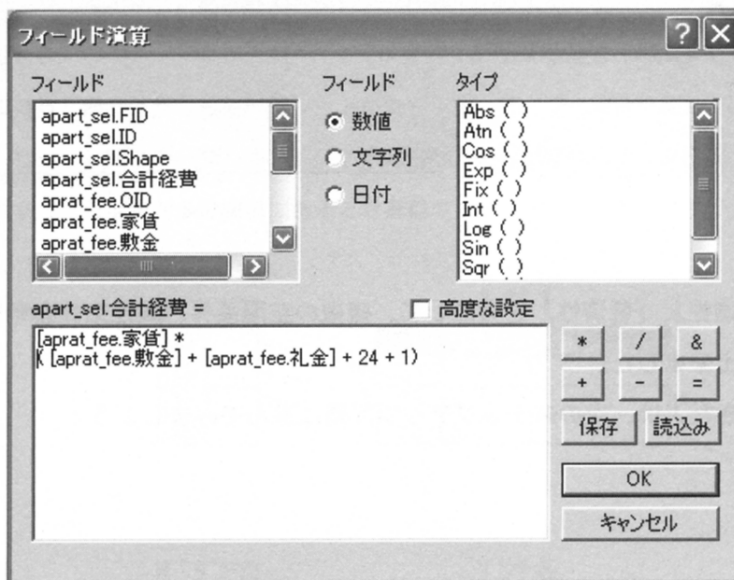 フィールド演算
フィールド
apart_sel.FID
apart_sel.ID
apart_sel.Shape
apart_sel.合計経費
aprat_fee.OID
aprat_fee.家賃
aprat_fee.敷金
フィールド
数値
文字列
日付
タイプ
Abs ( )
Atn ( )
Cos ( )
Exp ( )
Fix ( )
Int ( )
Log ( )
Sin ( )
Sqr ( )
apart_sel.合計経費 =
高度な設定
[aprat_fee.家賃] *
( [aprat_fee.敷金] + [aprat_fee.礼金] + 24 + 1)
* / &
+ - =
保存 読込み
OK
キャンセル